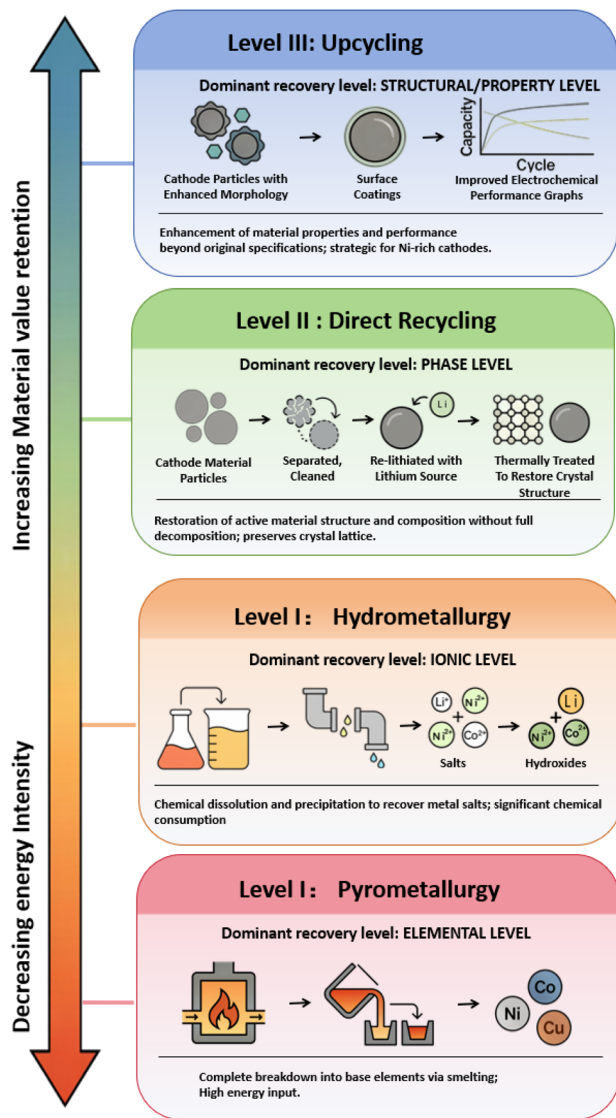 Increasing Material value retention
Decreasing energy Intensity
Level III: Upcycling
Dominant recovery level: STRUCTURAL/PROPERTY LEVEL
Capacity
Cycle
Cathode Particles with
Enhanced Morphology
Surface
Coatings
Improved Electrochemical
Performance Graphs
Enhancement of material properties and performance
beyond original specifications; strategic for Ni-rich cathodes.
Level II : Direct Recycling
Dominant recovery level: PHASE LEVEL
Li
Cathode Material
Particles
Separated,
Cleaned
Re-lithiated with
Lithium Source
Thermally Treated
To Restore Crystal
Structure
Restoration of active material structure and composition without full
decomposition; preserves crystal lattice.
Level I: Hydrometallurgy
Dominant recovery level: IONIC LEVEL
Li⁺ Ni²⁺
+
Ni²⁺ Co²⁺
Salts
Li
+
Ni²⁺ Co²⁺
Hydroxides
Chemical dissolution and precipitation to recover metal salts; significant chemical
consumption
Level I: Pyrometallurgy
Dominant recovery level: ELEMENTAL LEVEL
Co
Ni
Cu
Complete breakdown into base elements via smelting;
High energy input.